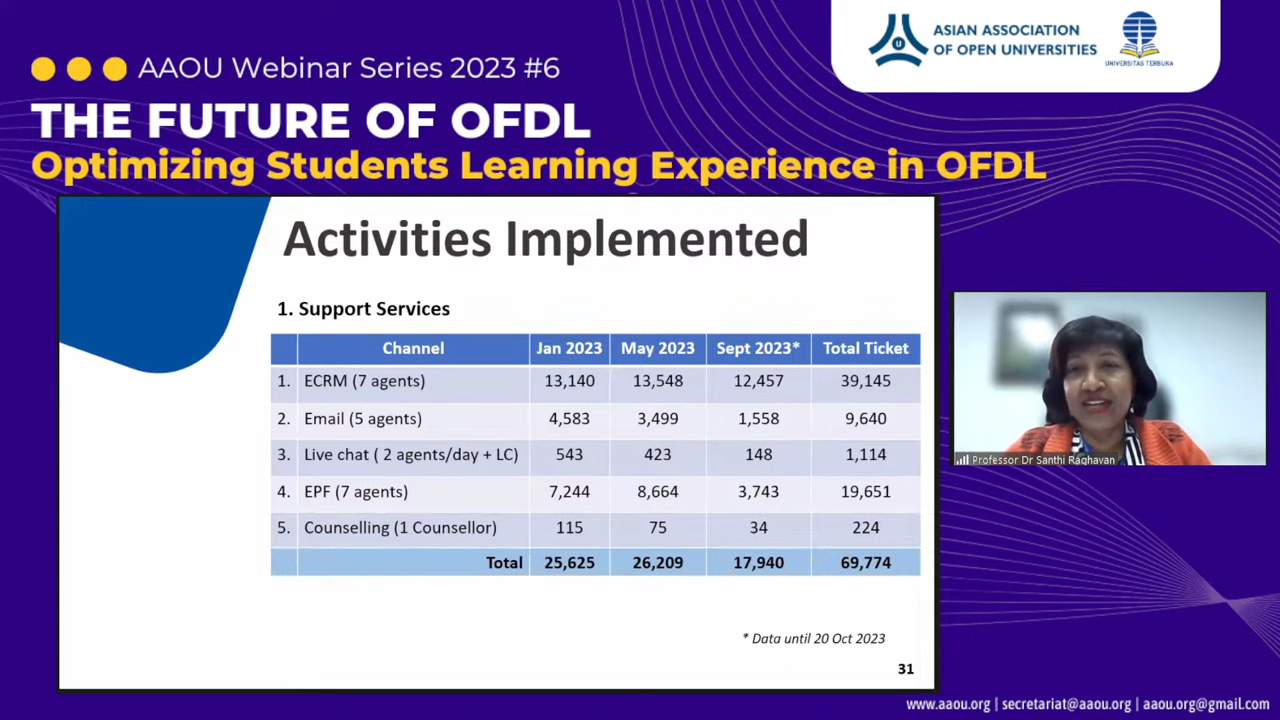 ASIAN ASSOCIATION
OF OPEN UNIVERSITIES
U
UNIVERSITAS TERBUKA
AAOU Webinar Series 2023 #6
THE FUTURE OF OFDL
Optimizing Students Learning Experience in OFDL
Activities Implemented
1. Support Services
Channel Jan 2023 May 2023 Sept 2023* Total Ticket
1. ECRM (7 agents) 13,140 13,548 12,457 39,145
2. Email (5 agents) 4,583 3,499 1,558 9,640
3. Live chat ( 2 agents/day + LC) 543 423 148 1,114
4. EPF (7 agents) 7,244 8,664 3,743 19,651
5. Counselling (1 Counsellor) 115 75 34 224
Total 25,625 26,209 17,940 69,774
* Data until 20 Oct 2023
31
Professor Dr Santhi Raghavan
www.aaou.org | secretariat@aaou.org | aaou.org@gmail.com